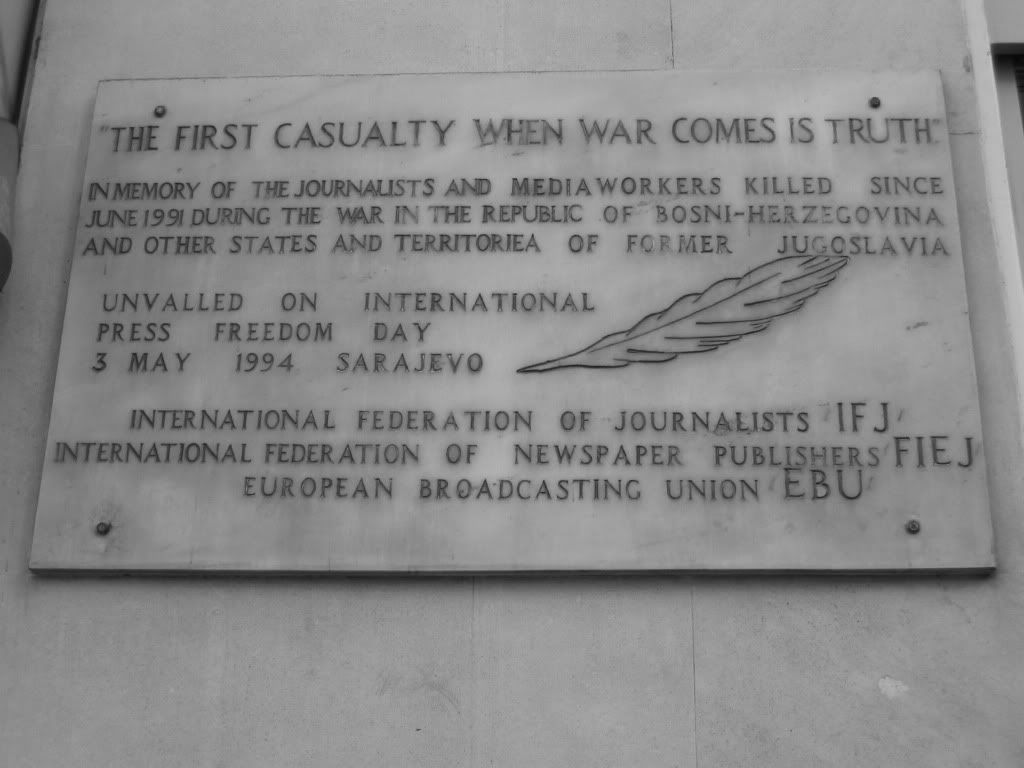 "THE FIRST CASUALTY WHEN WAR COMES IS TRUTH"
IN MEMORY OF THE JOURNALISTS AND MEDIAWORKERS KILLED SINCE
JUNE 1991 DURING THE WAR IN THE REPUBLIC OF BOSNI-HERZEGOVINA
AND OTHER STATES AND TERRITORIEA OF FORMER JUGOSLAVIA
UNVALLED ON INTERNATIONAL
PRESS FREEDOM DAY
3 MAY 1994 SARAJEVO
INTERNATIONAL FEDERATION OF JOURNALISTS "IFJ"
INTERNATIONAL FEDERATION OF NEWSPAPER PUBLISHERS "FIEJ"
EUROPEAN BROADCASTING UNION "EBU"